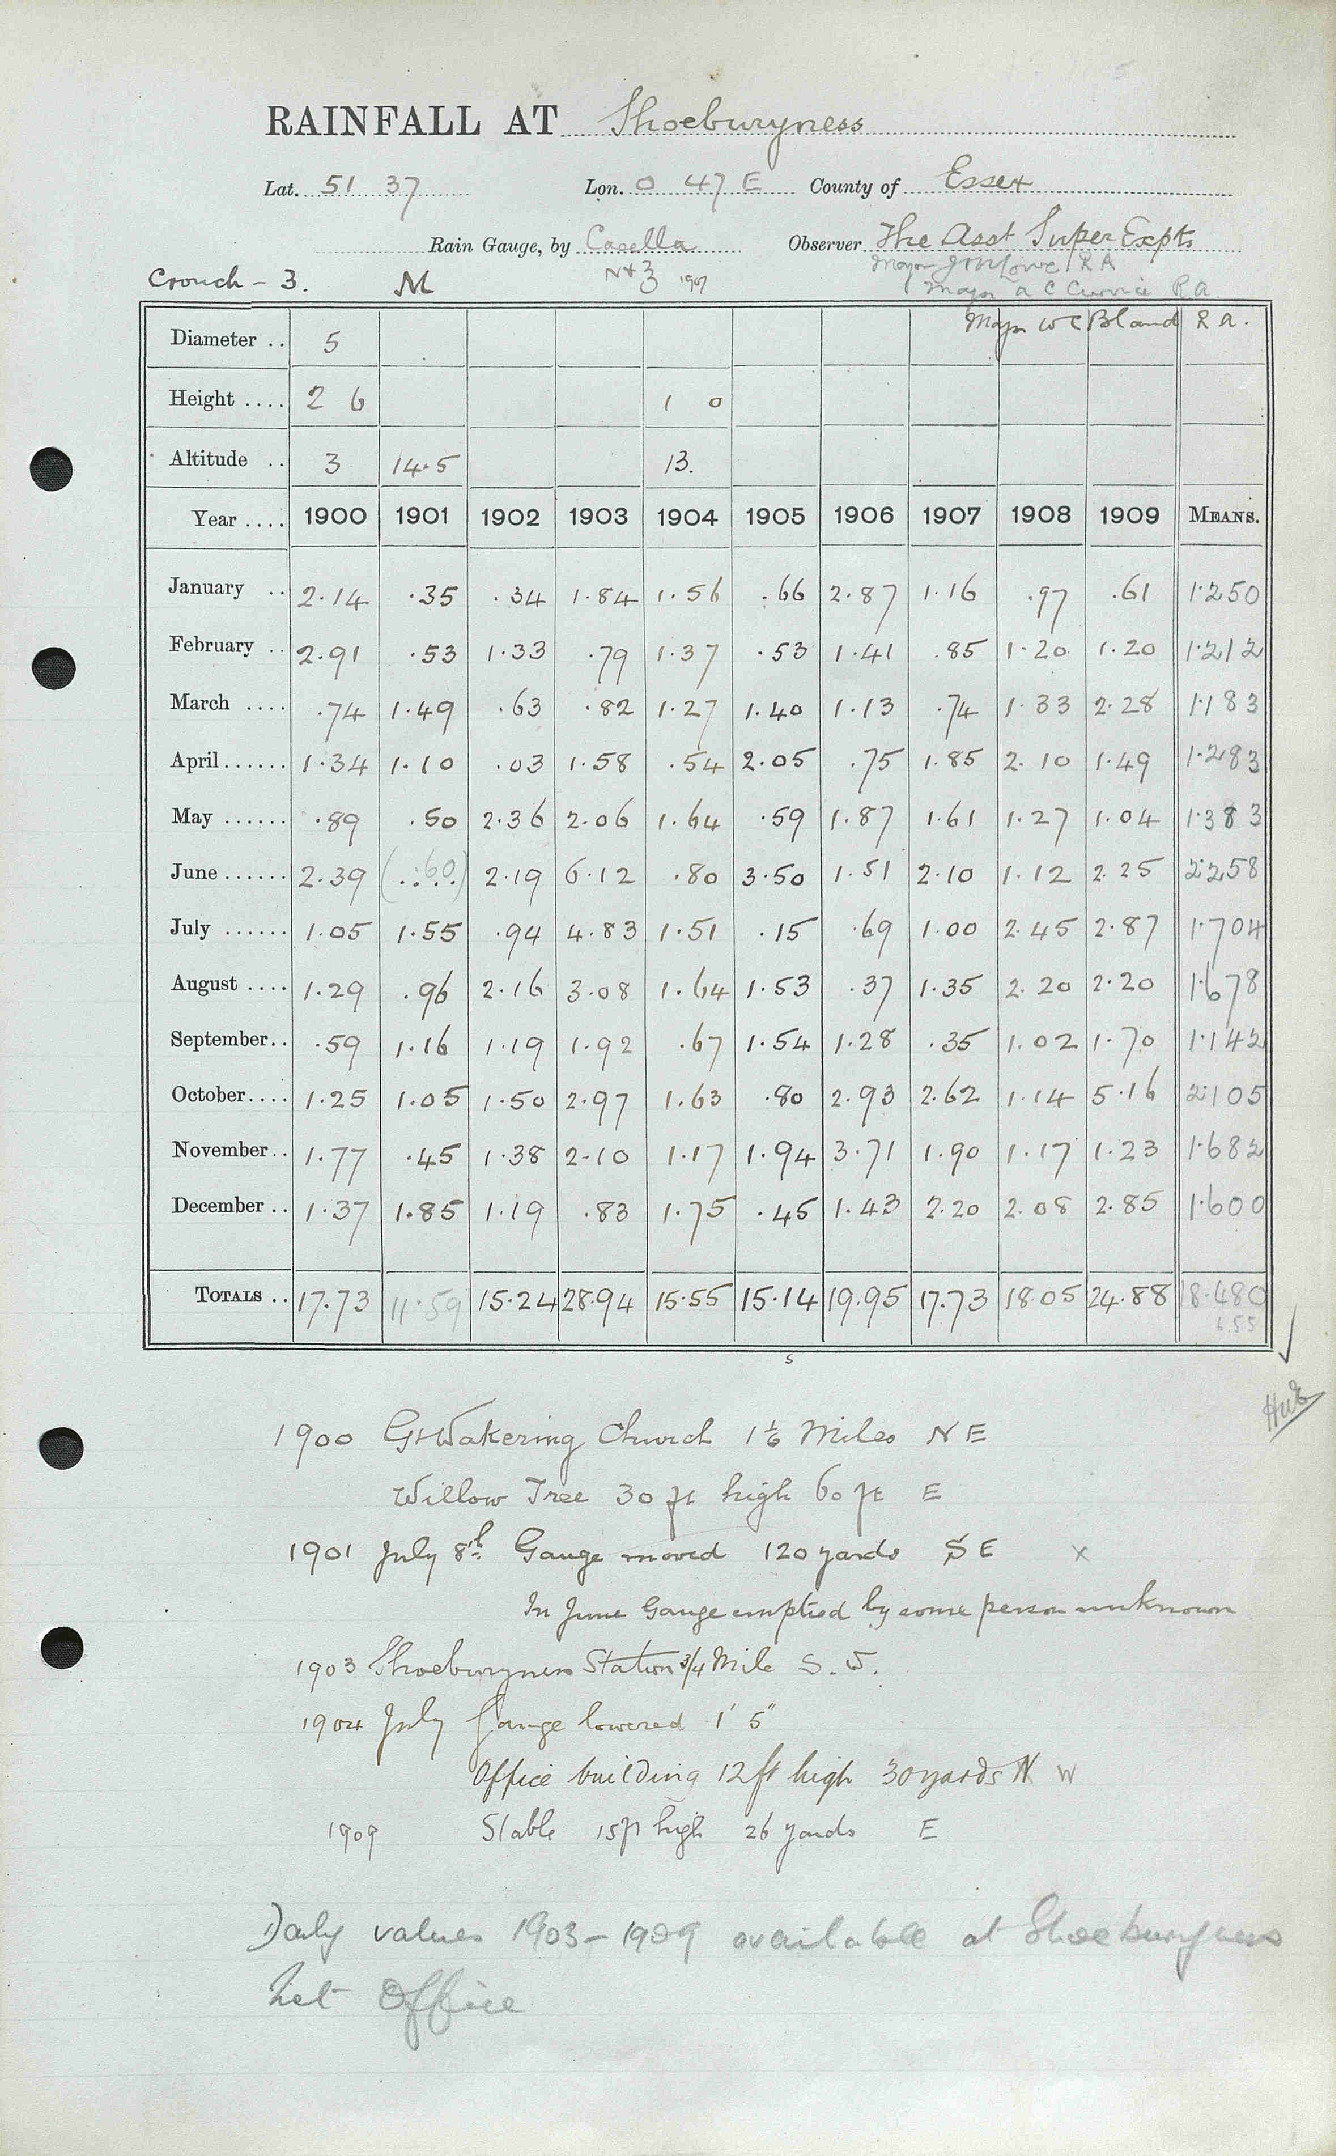 RAINFALL AT Shoeburyness
Lat. 51 37 Lon. 0 47 E County of Essex
Rain Gauge, by Casella Observer The Asst Super Expts
Major R A
Crouch - 3. M 1907 Major A C Currie R A
Major W C Bland R A.
Diameter .. 5
Height .... 2 6 1 0
Altitude .. 3 14.5 13.
Year .... 1900 1901 1902 1903 1904 1905 1906 1907 1908 1909 MEANS.
January .. 2.14 .35 .34 1.84 1.56 .66 2.87 1.16 .97 .61 1.250
February .. 2.91 .53 1.33 .79 1.37 .53 1.41 .85 1.20 1.20 1.212
March .... .74 1.49 .63 .82 1.27 1.40 1.13 .74 1.33 2.28 1.183
April...... 1.34 1.10 .03 1.58 .54 2.05 .75 1.85 2.10 1.49 1.283
May ...... .89 .50 2.36 2.06 1.64 .59 1.87 1.61 1.27 1.04 1.383
June ...... 2.39 (.60) 2.19 6.12 .80 3.50 1.51 2.10 1.12 2.25 2.258
July ...... 1.05 1.55 .94 4.83 1.51 .15 .69 1.00 2.45 2.87 1.704
August .... 1.29 .96 2.16 3.08 1.64 1.53 .37 1.35 2.20 2.20 1.678
September.. .59 1.16 1.19 1.92 .67 1.54 1.28 .35 1.02 1.70 1.142
October.... 1.25 1.05 1.50 2.97 1.63 .80 2.93 2.62 1.14 5.16 2.105
November.. 1.77 .45 1.38 2.10 1.17 1.94 3.71 1.90 1.17 1.23 1.682
December .. 1.37 1.85 1.19 .83 1.75 .45 1.43 2.20 2.08 2.85 1.600
TOTALS .. 17.73 11.59 15.24 28.94 15.55 15.14 19.95 17.73 18.05 24.88 18.480
s
1900 Gt Wakering Church 1 1/6 Miles N E
Willow Tree 30 ft high 60 ft E
1901 July 8th Gauge moved 120 yards S E x
In June Gauge emptied by some person unknown
1903 Shoeburyness Station 3/4 Mile S. W.
1904 July Gauge lowered 1' 5"
Office building 12 ft high 30 yards N W
1909 Stable 15 ft high 26 yards E
Daily values 1903 - 1909 available at Shoeburyness
Met Office